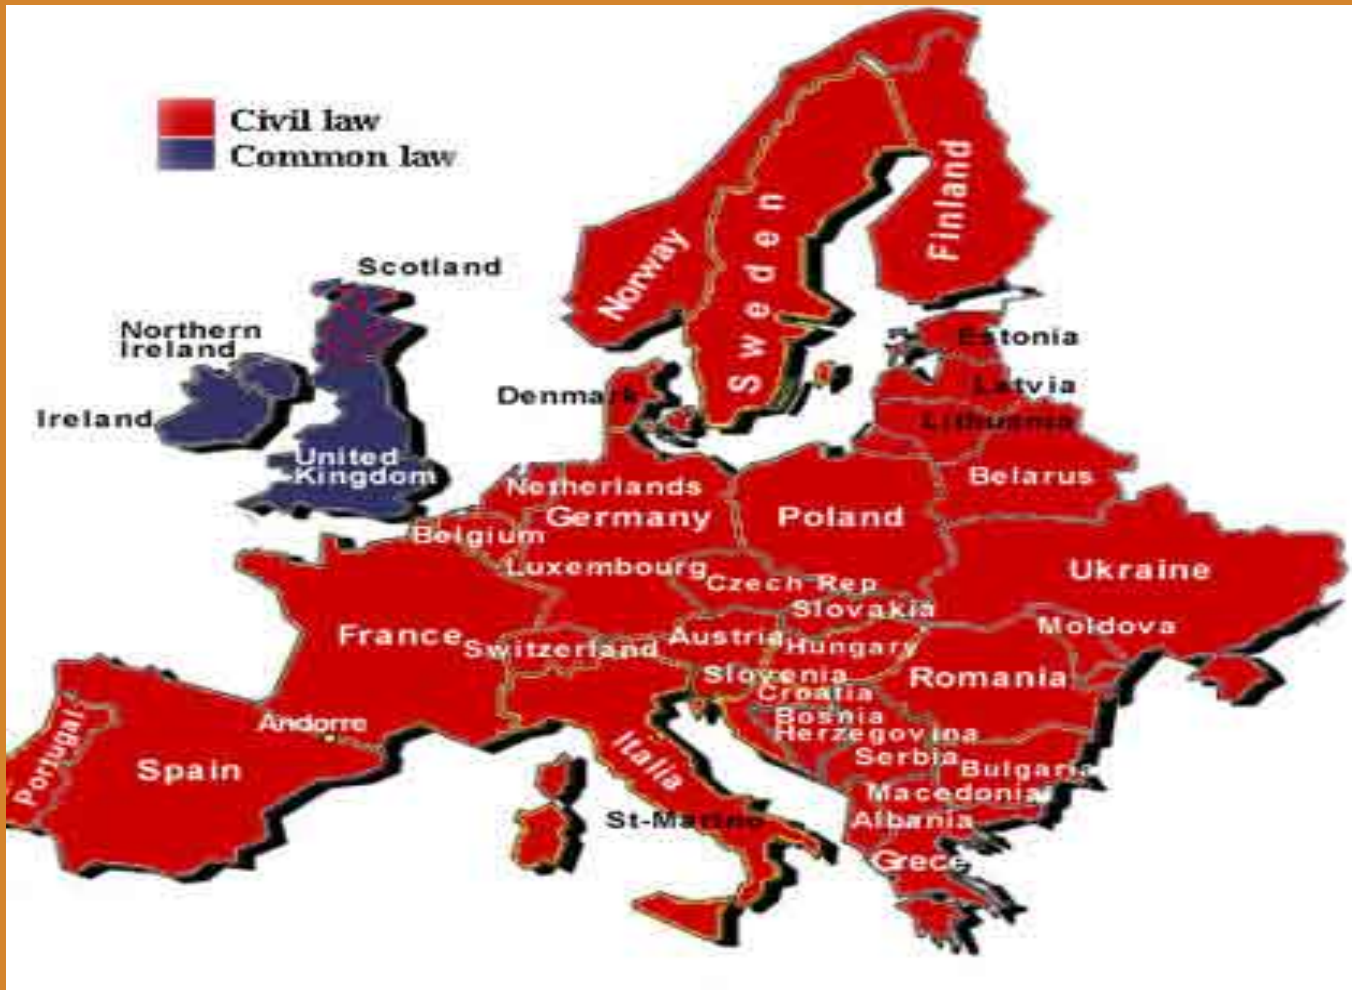 Civil law
Common law
Scotland
Northern
Ireland
Ireland
United
Kingdom
Norway
Sweden
Finland
Estonia
Latvia
Lithuania
Denmark
Belarus
Netherlands
Germany
Poland
Belgium
Luxembourg
Czech Rep
Ukraine
Slovakia
France
Switzerland
Austria
Hungary
Moldova
Slovenia
Romania
Croatia
Bosnia
Herzegovina
Andorre
Portugal
Spain
Italia
Serbia
Bulgaria
Macedonia
St-Marino
Albania
Grece